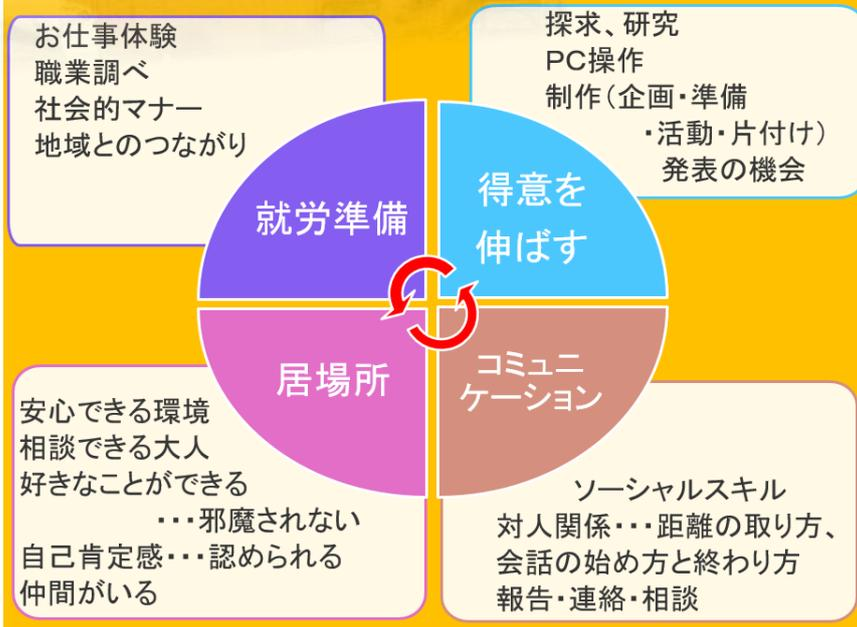 お仕事体験
職業調べ
社会的マナー
地域とのつながり
探求、研究
PC操作
制作（企画・準備
・活動・片付け）
発表の機会
就労準備
得意を
伸ばす
居場所
コミュニ
ケーション
安心できる環境
相談できる大人
好きなことができる
・・・邪魔されない
自己肯定感・・・認められる
仲間がいる
ソーシャルスキル
対人関係・・・距離の取り方、
会話の始め方と終わり方
報告・連絡・相談